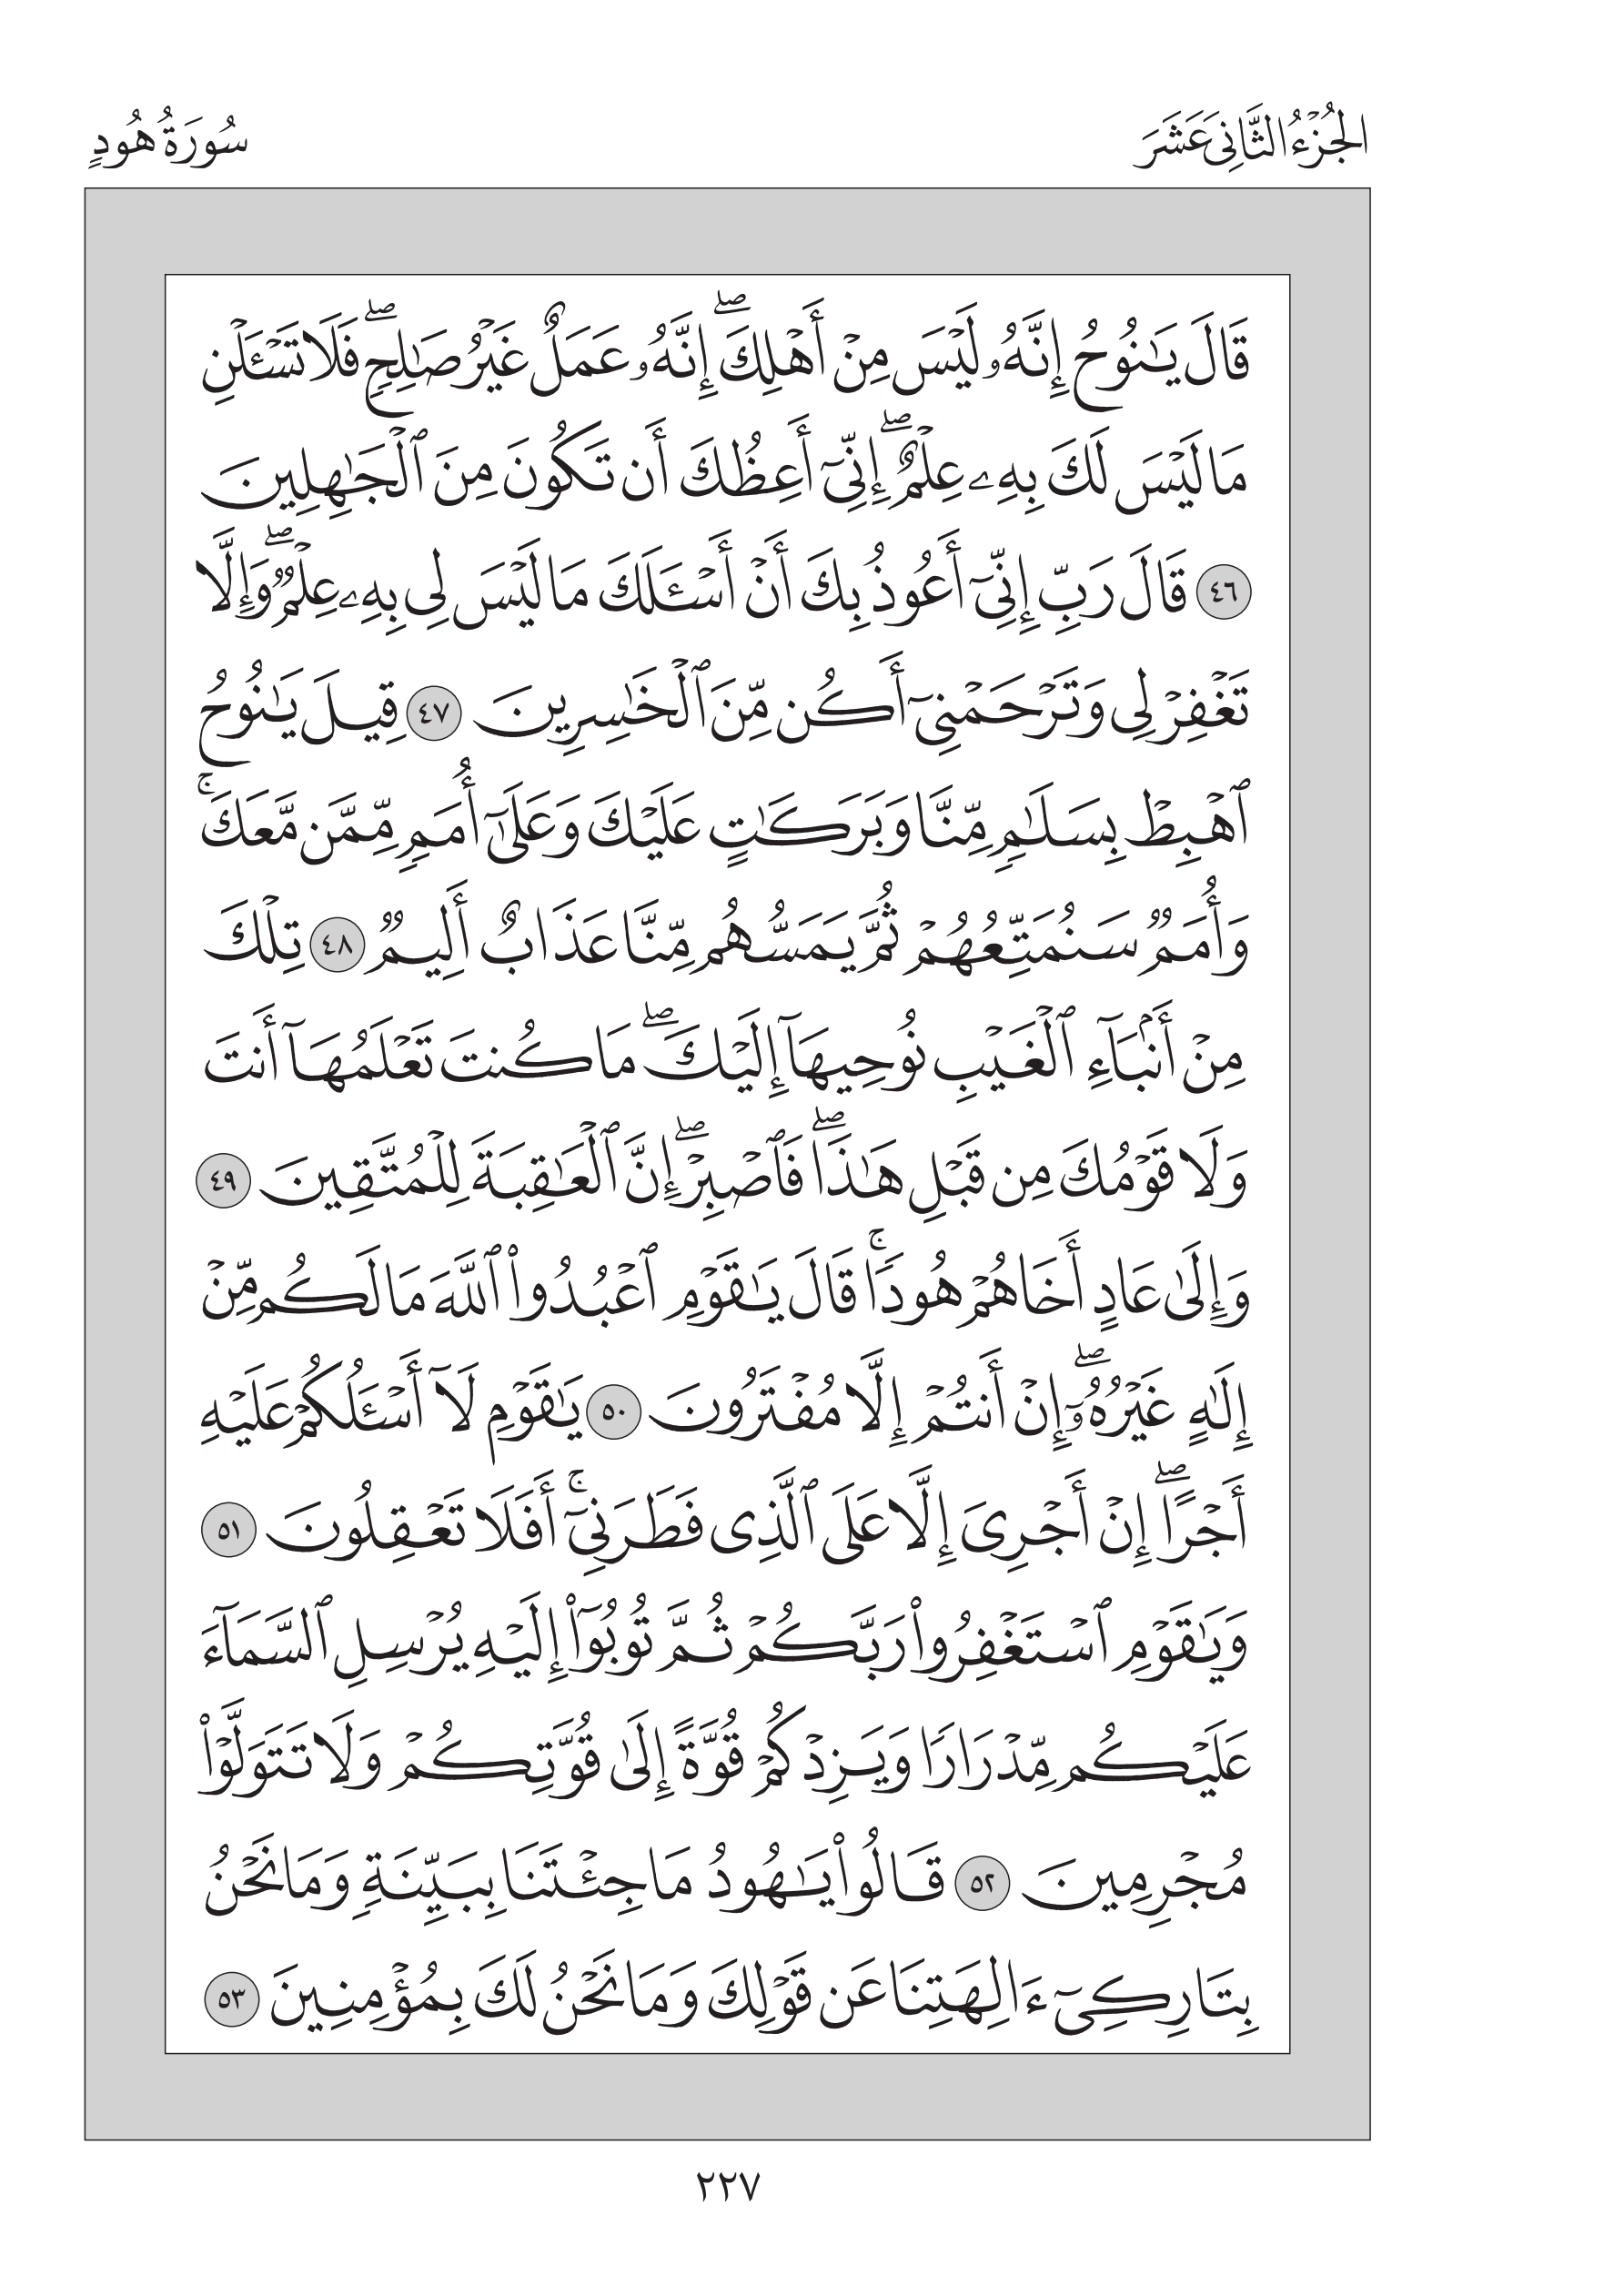 الجُزْءُ الثَّانِي عَشَرَ
سُورَةُ هُودٍ
قَالَ يَٰنُوحُ إِنَّهُۥ لَيْسَ مِنْ أَهْلِكَۖ إِنَّهُۥ عَمَلٌ غَيْرُ صَٰلِحٖۖ فَلَا تَسْـَٔلْنِ
مَا لَيْسَ لَكَ بِهِۦ عِلْمٌۖ إِنِّيٓ أَعِظُكَ أَن تَكُونَ مِنَ ٱلْجَٰهِلِينَ
٤٦ قَالَ رَبِّ إِنِّيٓ أَعُوذُ بِكَ أَنْ أَسْـَٔلَكَ مَا لَيْسَ لِي بِهِۦ عِلْمٞۖ وَإِلَّا
تَغْفِرْ لِي وَتَرْحَمْنِيٓ أَكُن مِّنَ ٱلْخَٰسِرِينَ ٤٧ قِيلَ يَٰنُوحُ
ٱهْبِطْ بِسَلَٰمٖ مِّنَّا وَبَرَكَٰتٍ عَلَيْكَ وَعَلَىٰٓ أُمَمٖ مِّمَّن مَّعَكَۚ
وَأُمَمٞ سَنُمَتِّعُهُمْ ثُمَّ يَمَسُّهُم مِّنَّا عَذَابٌ أَلِيمٞ ٤٨ تِلْكَ
مِنْ أَنۢبَآءِ ٱلْغَيْبِ نُوحِيهَآ إِلَيْكَۖ مَا كُنتَ تَعْلَمُهَآ أَنتَ
وَلَا قَوْمُكَ مِن قَبْلِ هَٰذَاۖ فَٱصْبِرْۖ إِنَّ ٱلْعَٰقِبَةَ لِلْمُتَّقِينَ ٤٩
وَإِلَىٰ عَادٍ أَخَاهُمْ هُودٗاۚ قَالَ يَٰقَوْمِ ٱعْبُدُوا۟ ٱللَّهَ مَا لَكُم مِّنْ
إِلَٰهٍ غَيْرُهُۥٓۖ إِنْ أَنتُمْ إِلَّا مُفْتَرُونَ ٥٠ يَٰقَوْمِ لَآ أَسْـَٔلُكُمْ عَلَيْهِ
أَجْرًاۖ إِنْ أَجْرِيَ إِلَّا عَلَى ٱلَّذِي فَطَرَنِيٓۚ أَفَلَا تَعْقِلُونَ ٥١
وَيَٰقَوْمِ ٱسْتَغْفِرُوا۟ رَبَّكُمْ ثُمَّ تُوبُوٓا۟ إِلَيْهِ يُرْسِلِ ٱلسَّمَآءَ
عَلَيْكُم مِّدْرَارٗا وَيَزِدْكُمْ قُوَّةً إِلَىٰ قُوَّتِكُمْ وَلَا تَتَوَلَّوْا۟
مُجْرِمِينَ ٥٢ قَالُوا۟ يَٰهُودُ مَا جِئْتَنَا بِبَيِّنَةٖ وَمَا نَحْنُ
بِتَارِكِيٓ ءَالِهَتِنَا عَن قَوْلِكَ وَمَا نَحْنُ لَكَ بِمُؤْمِنِينَ ٥٣
٢٢٧